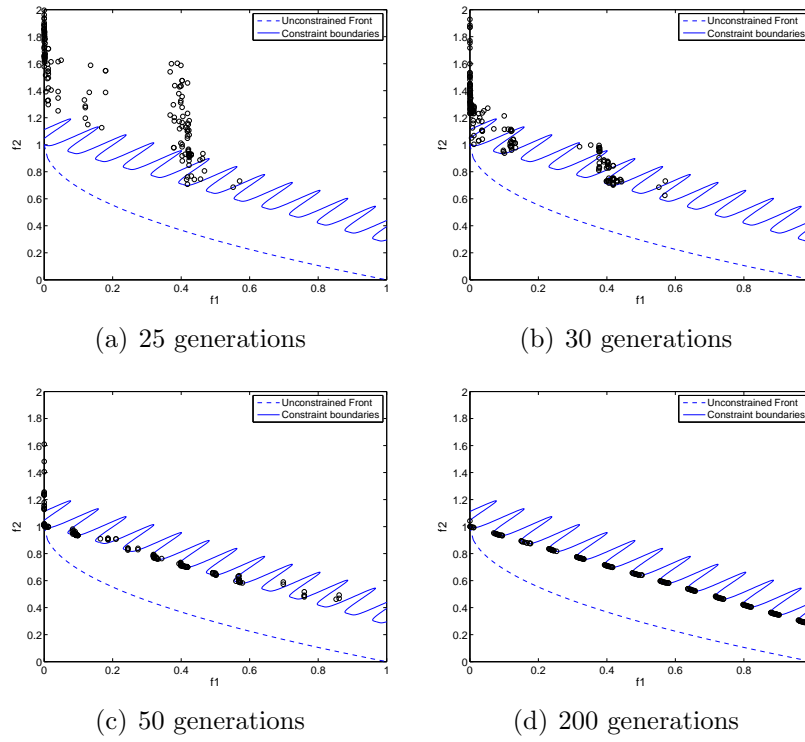 2
1.8
1.6
1.4
1.2
1
0.8
0.6
0.4
0.2
0
f2
Unconstrained Front
Constraint boundaries
0 0.2 0.4 0.6 0.8 1
f1
(a) 25 generations
2
1.8
1.6
1.4
1.2
1
0.8
0.6
0.4
0.2
0
f2
Unconstrained Front
Constraint boundaries
0 0.2 0.4 0.6 0.8
f1
(b) 30 generations
2
1.8
1.6
1.4
1.2
1
0.8
0.6
0.4
0.2
0
f2
Unconstrained Front
Constraint boundaries
0 0.2 0.4 0.6 0.8 1
f1
(c) 50 generations
2
1.8
1.6
1.4
1.2
1
0.8
0.6
0.4
0.2
0
f2
Unconstrained Front
Constraint boundaries
0 0.2 0.4 0.6 0.8
f1
(d) 200 generations